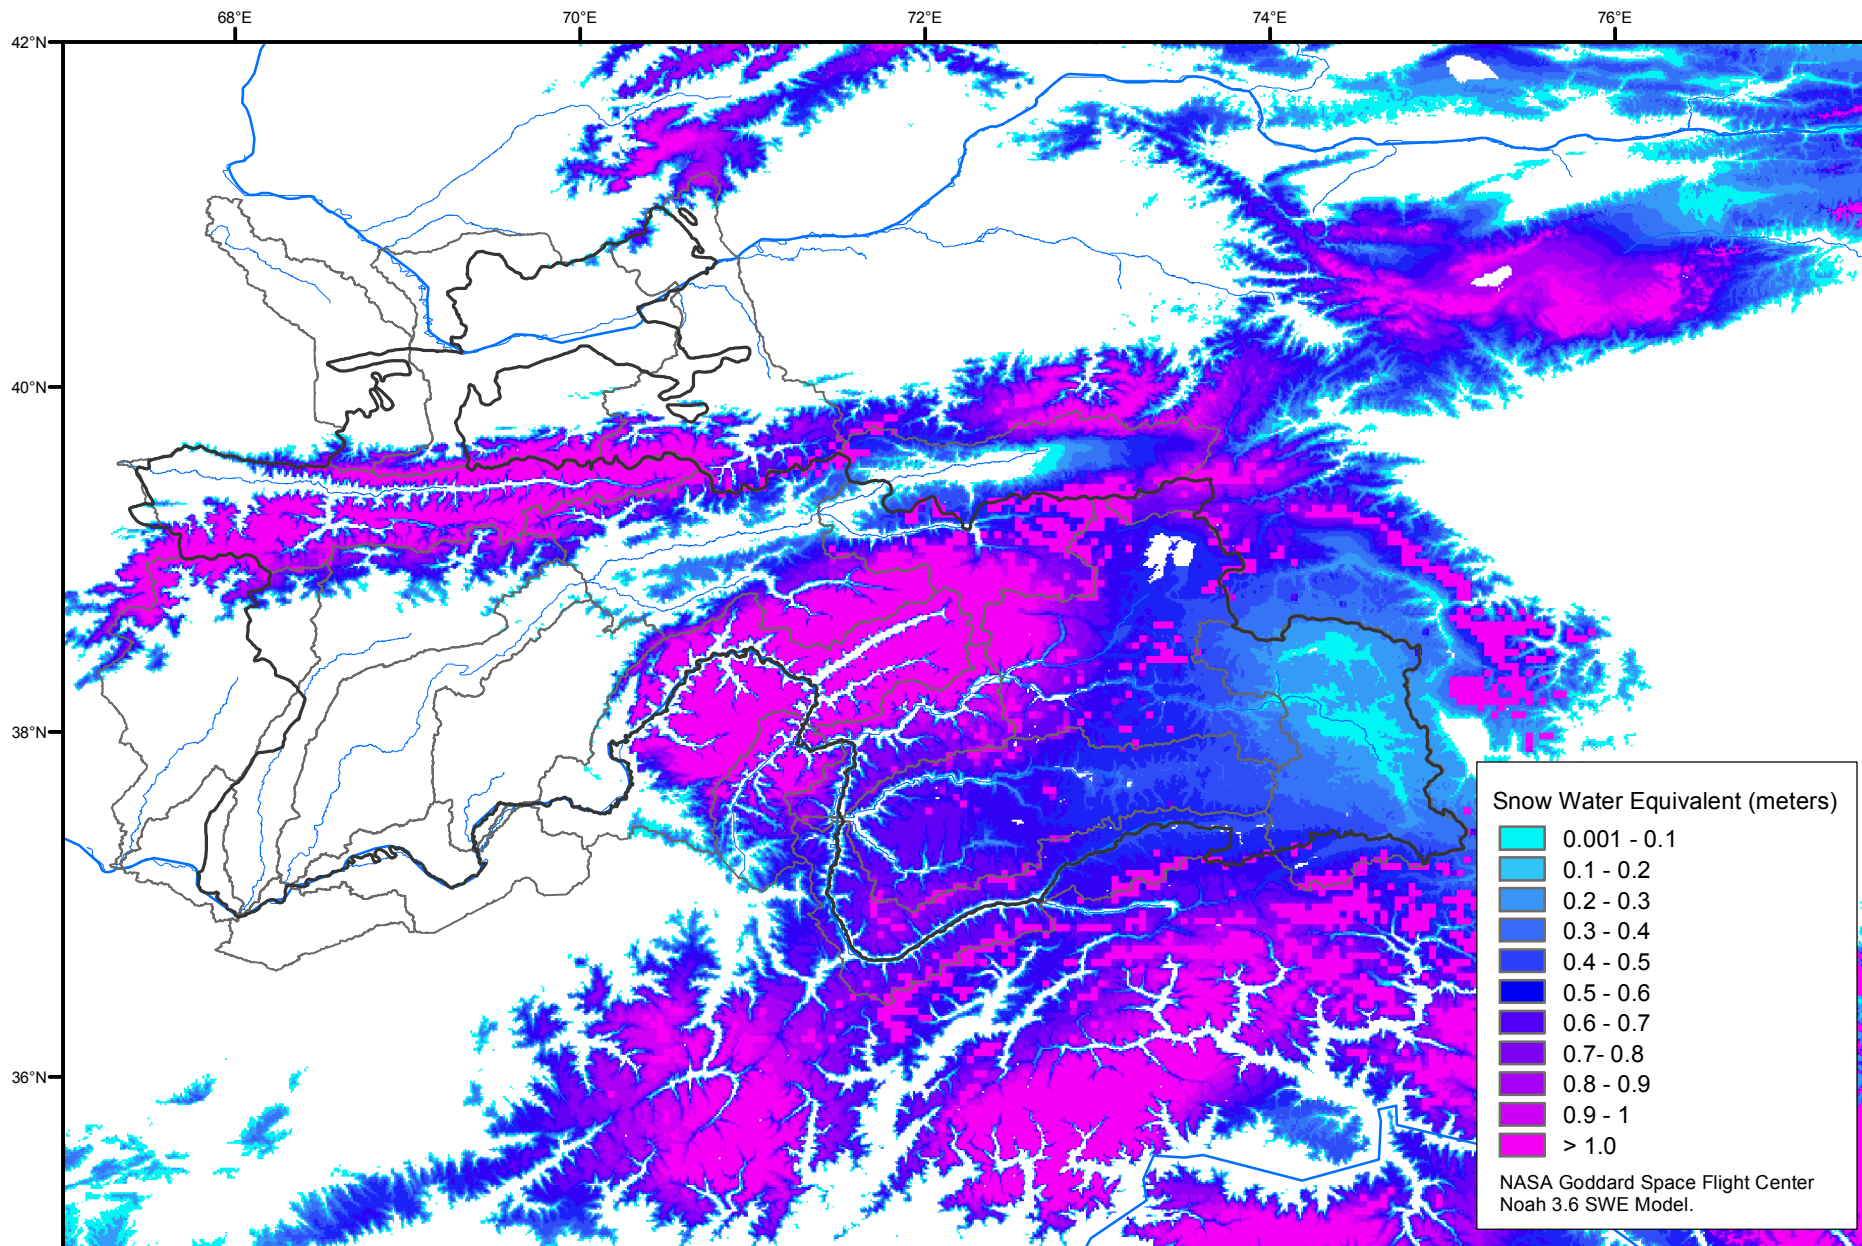 68°E 70°E 72°E 74°E 76°E
42°N
40°N
38°N
36°N
Snow Water Equivalent (meters)
0.001 - 0.1
0.1 - 0.2
0.2 - 0.3
0.3 - 0.4
0.4 - 0.5
0.5 - 0.6
0.6 - 0.7
0.7- 0.8
0.8 - 0.9
0.9 - 1
> 1.0
NASA Goddard Space Flight Center
Noah 3.6 SWE Model.